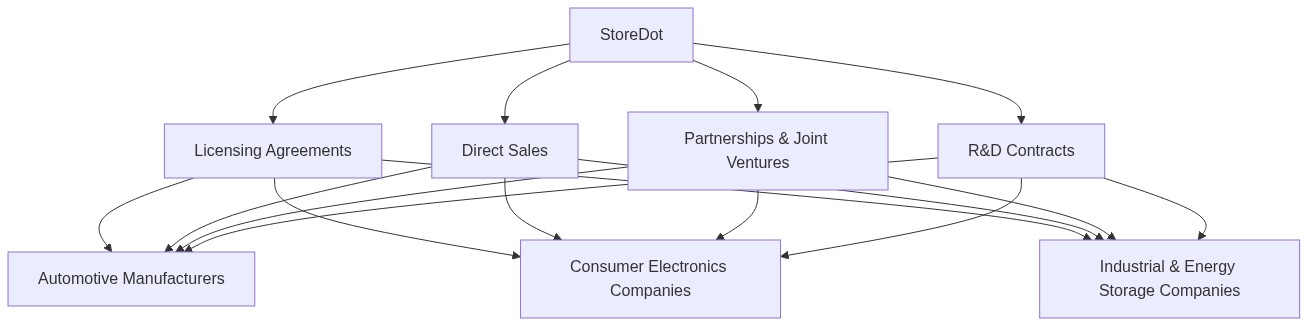 StoreDot
Licensing Agreements
Direct Sales
Partnerships & Joint
Ventures
R&D Contracts
Automotive Manufacturers
Consumer Electronics
Companies
Industrial & Energy
Storage Companies